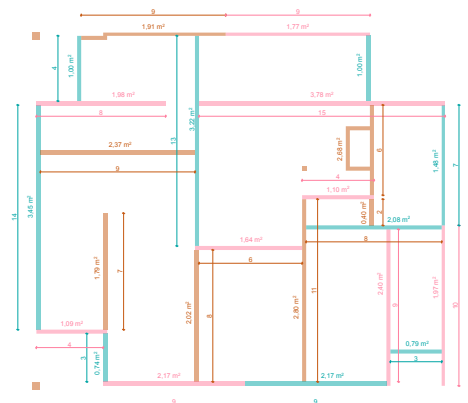 9
9
1,91 m²
1,77 m²
4
1,00 m²
13
3,22 m²
1,00 m²
1,98 m²
3,78 m²
8
15
2,37 m²
9
2,68 m²
6
1,48 m²
7
4
1,10 m²
14
3,45 m²
0,40 m²
2
2,08 m²
8
1,79 m²
7
1,64 m²
6
2,02 m²
8
2,80 m²
11
2,40 m²
9
1,97 m²
10
1,09 m²
4
3
0,74 m²
0,79 m²
3
2,17 m²
2,17 m²
9
9